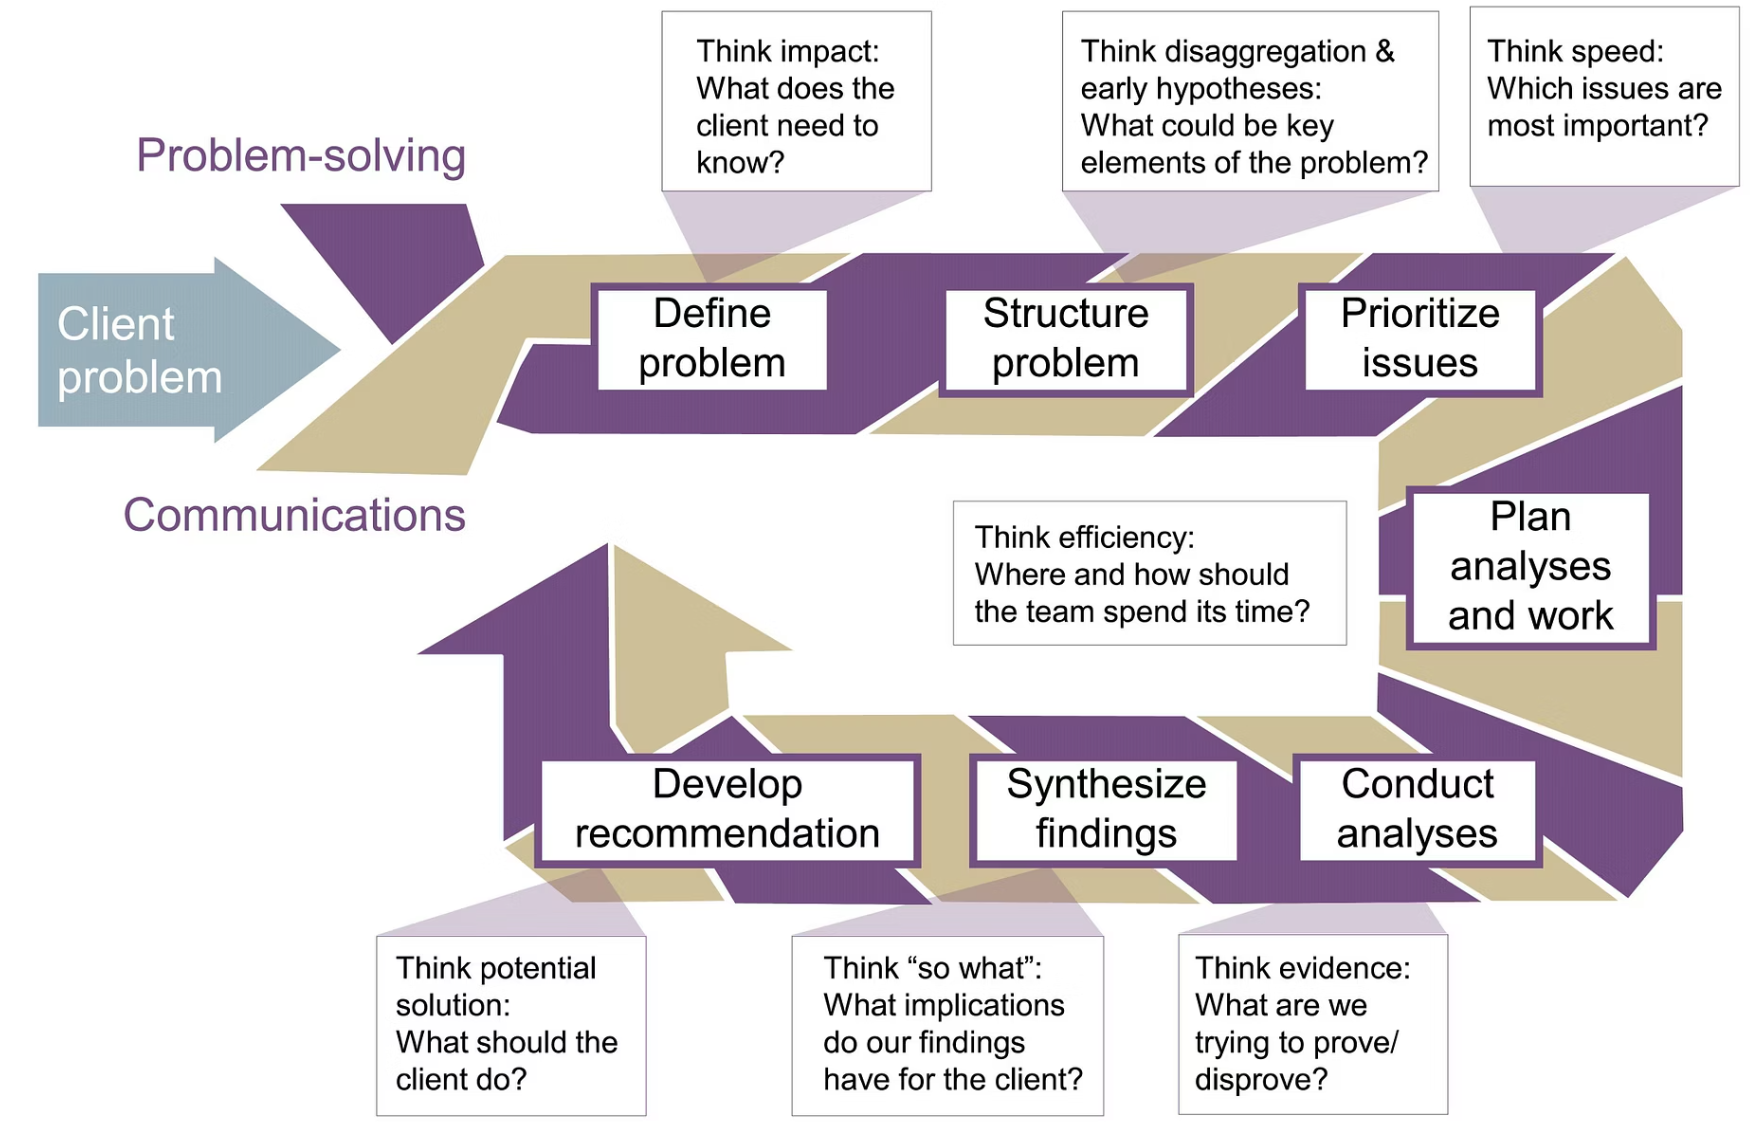 Think impact:
What does the
client need to
know?
Think disaggregation &
early hypotheses:
What could be key
elements of the problem?
Think speed:
Which issues are
most important?
Problem-solving
Client
problem
Communications
Define
problem
Structure
problem
Prioritize
issues
Plan
analyses
and work
Think efficiency:
Where and how should
the team spend its time?
Conduct
analyses
Synthesize
findings
Develop
recommendation
Think potential
solution:
What should the
client do?
Think “so what”:
What implications
do our findings
have for the client?
Think evidence:
What are we
trying to prove/
disprove?